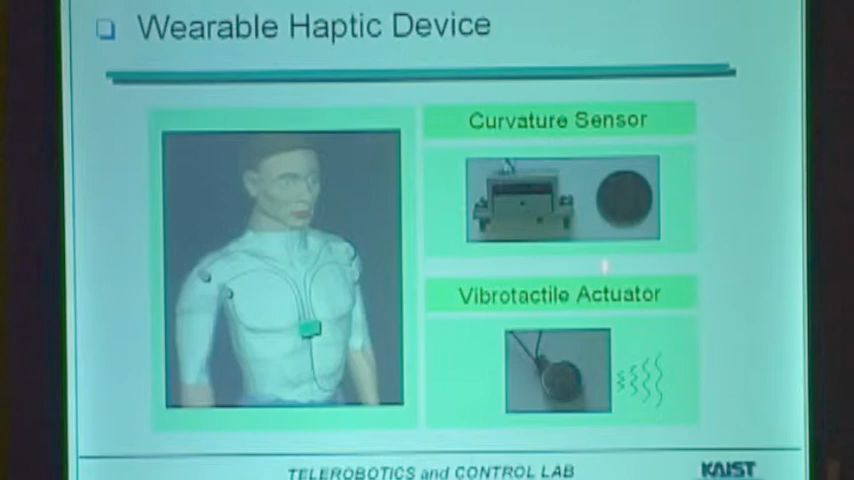 Wearable Haptic Device
Curvature Sensor
Vibrotactile Actuator
TELEROBOTICS and CONTROL LAB
KAIST